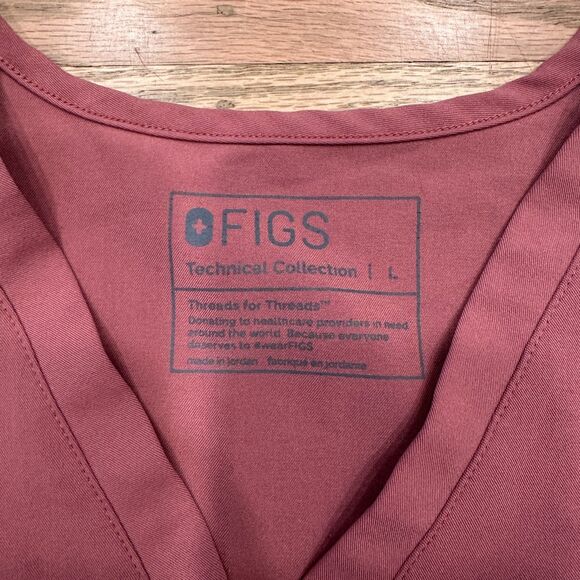 FIGS
Technical Collection | L
Threads for Threads™
Donating to healthcare providers in need
around the world. Because everyone
deserves to #wearFIGS
made in jordan · fabriqué en jordanie